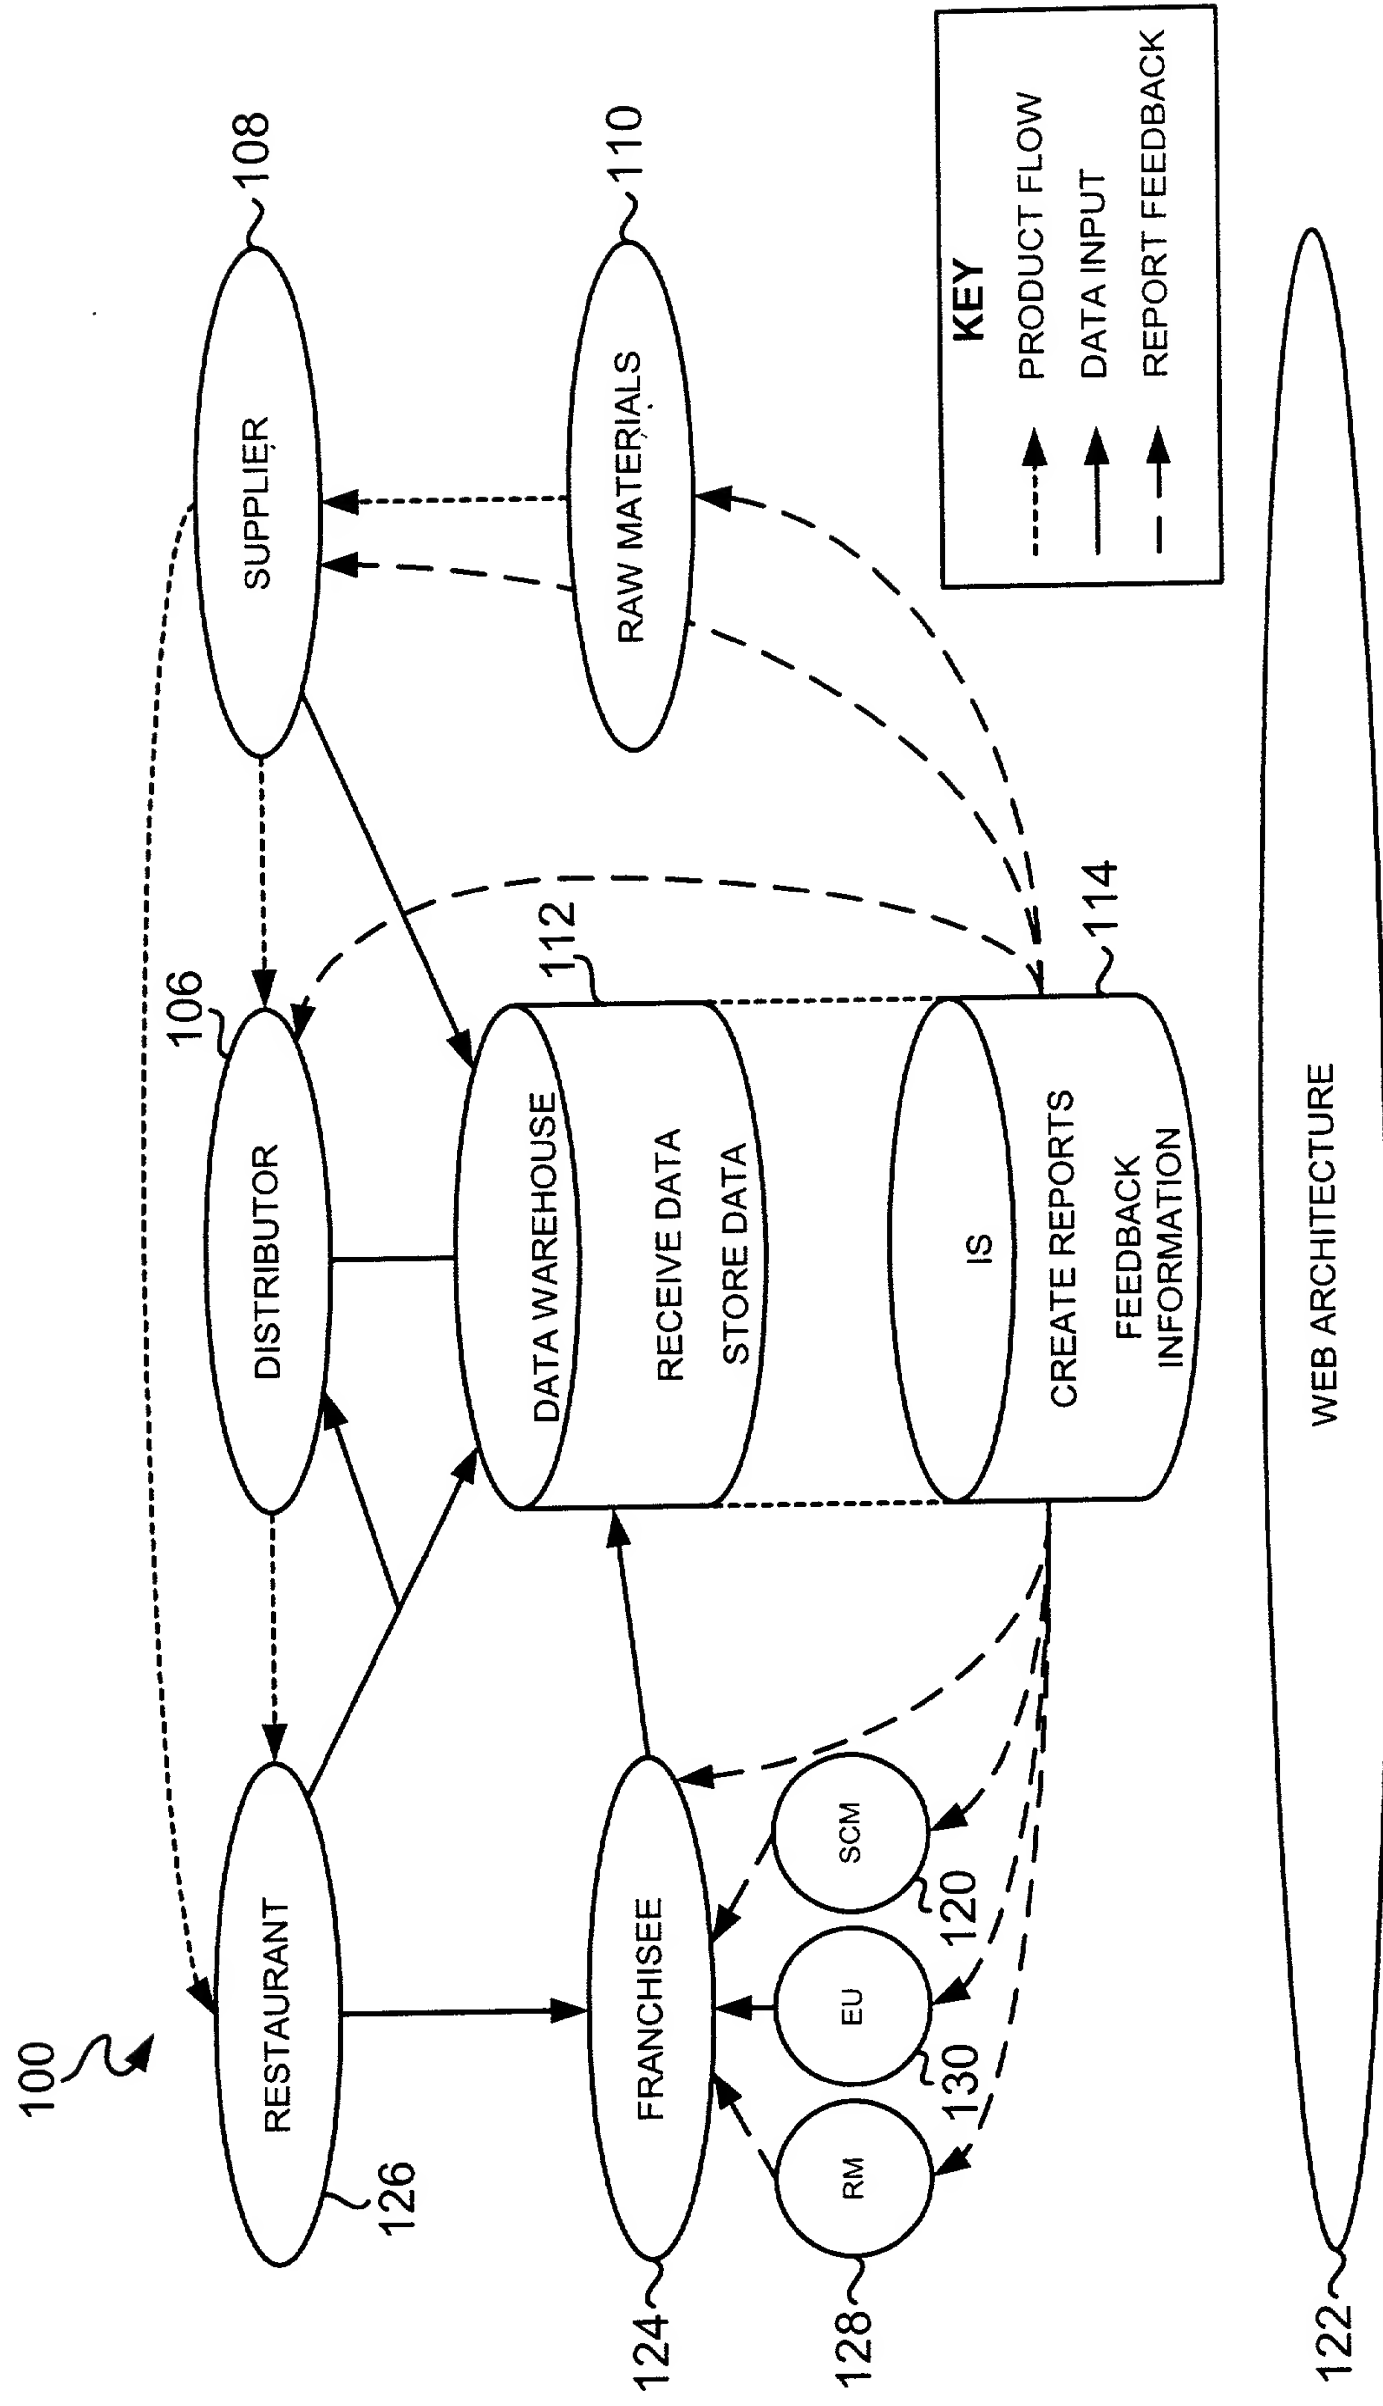 100
RESTAURANT
126
DISTRIBUTOR
106
SUPPLIER
108
FRANCHISEE
124
DATA WAREHOUSE
112
RECEIVE DATA
STORE DATA
RAW MATERIALS
110
RM
128
EU
130
SCM
120
IS
CREATE REPORTS
FEEDBACK
INFORMATION
114
KEY
PRODUCT FLOW
DATA INPUT
REPORT FEEDBACK
WEB ARCHITECTURE
122